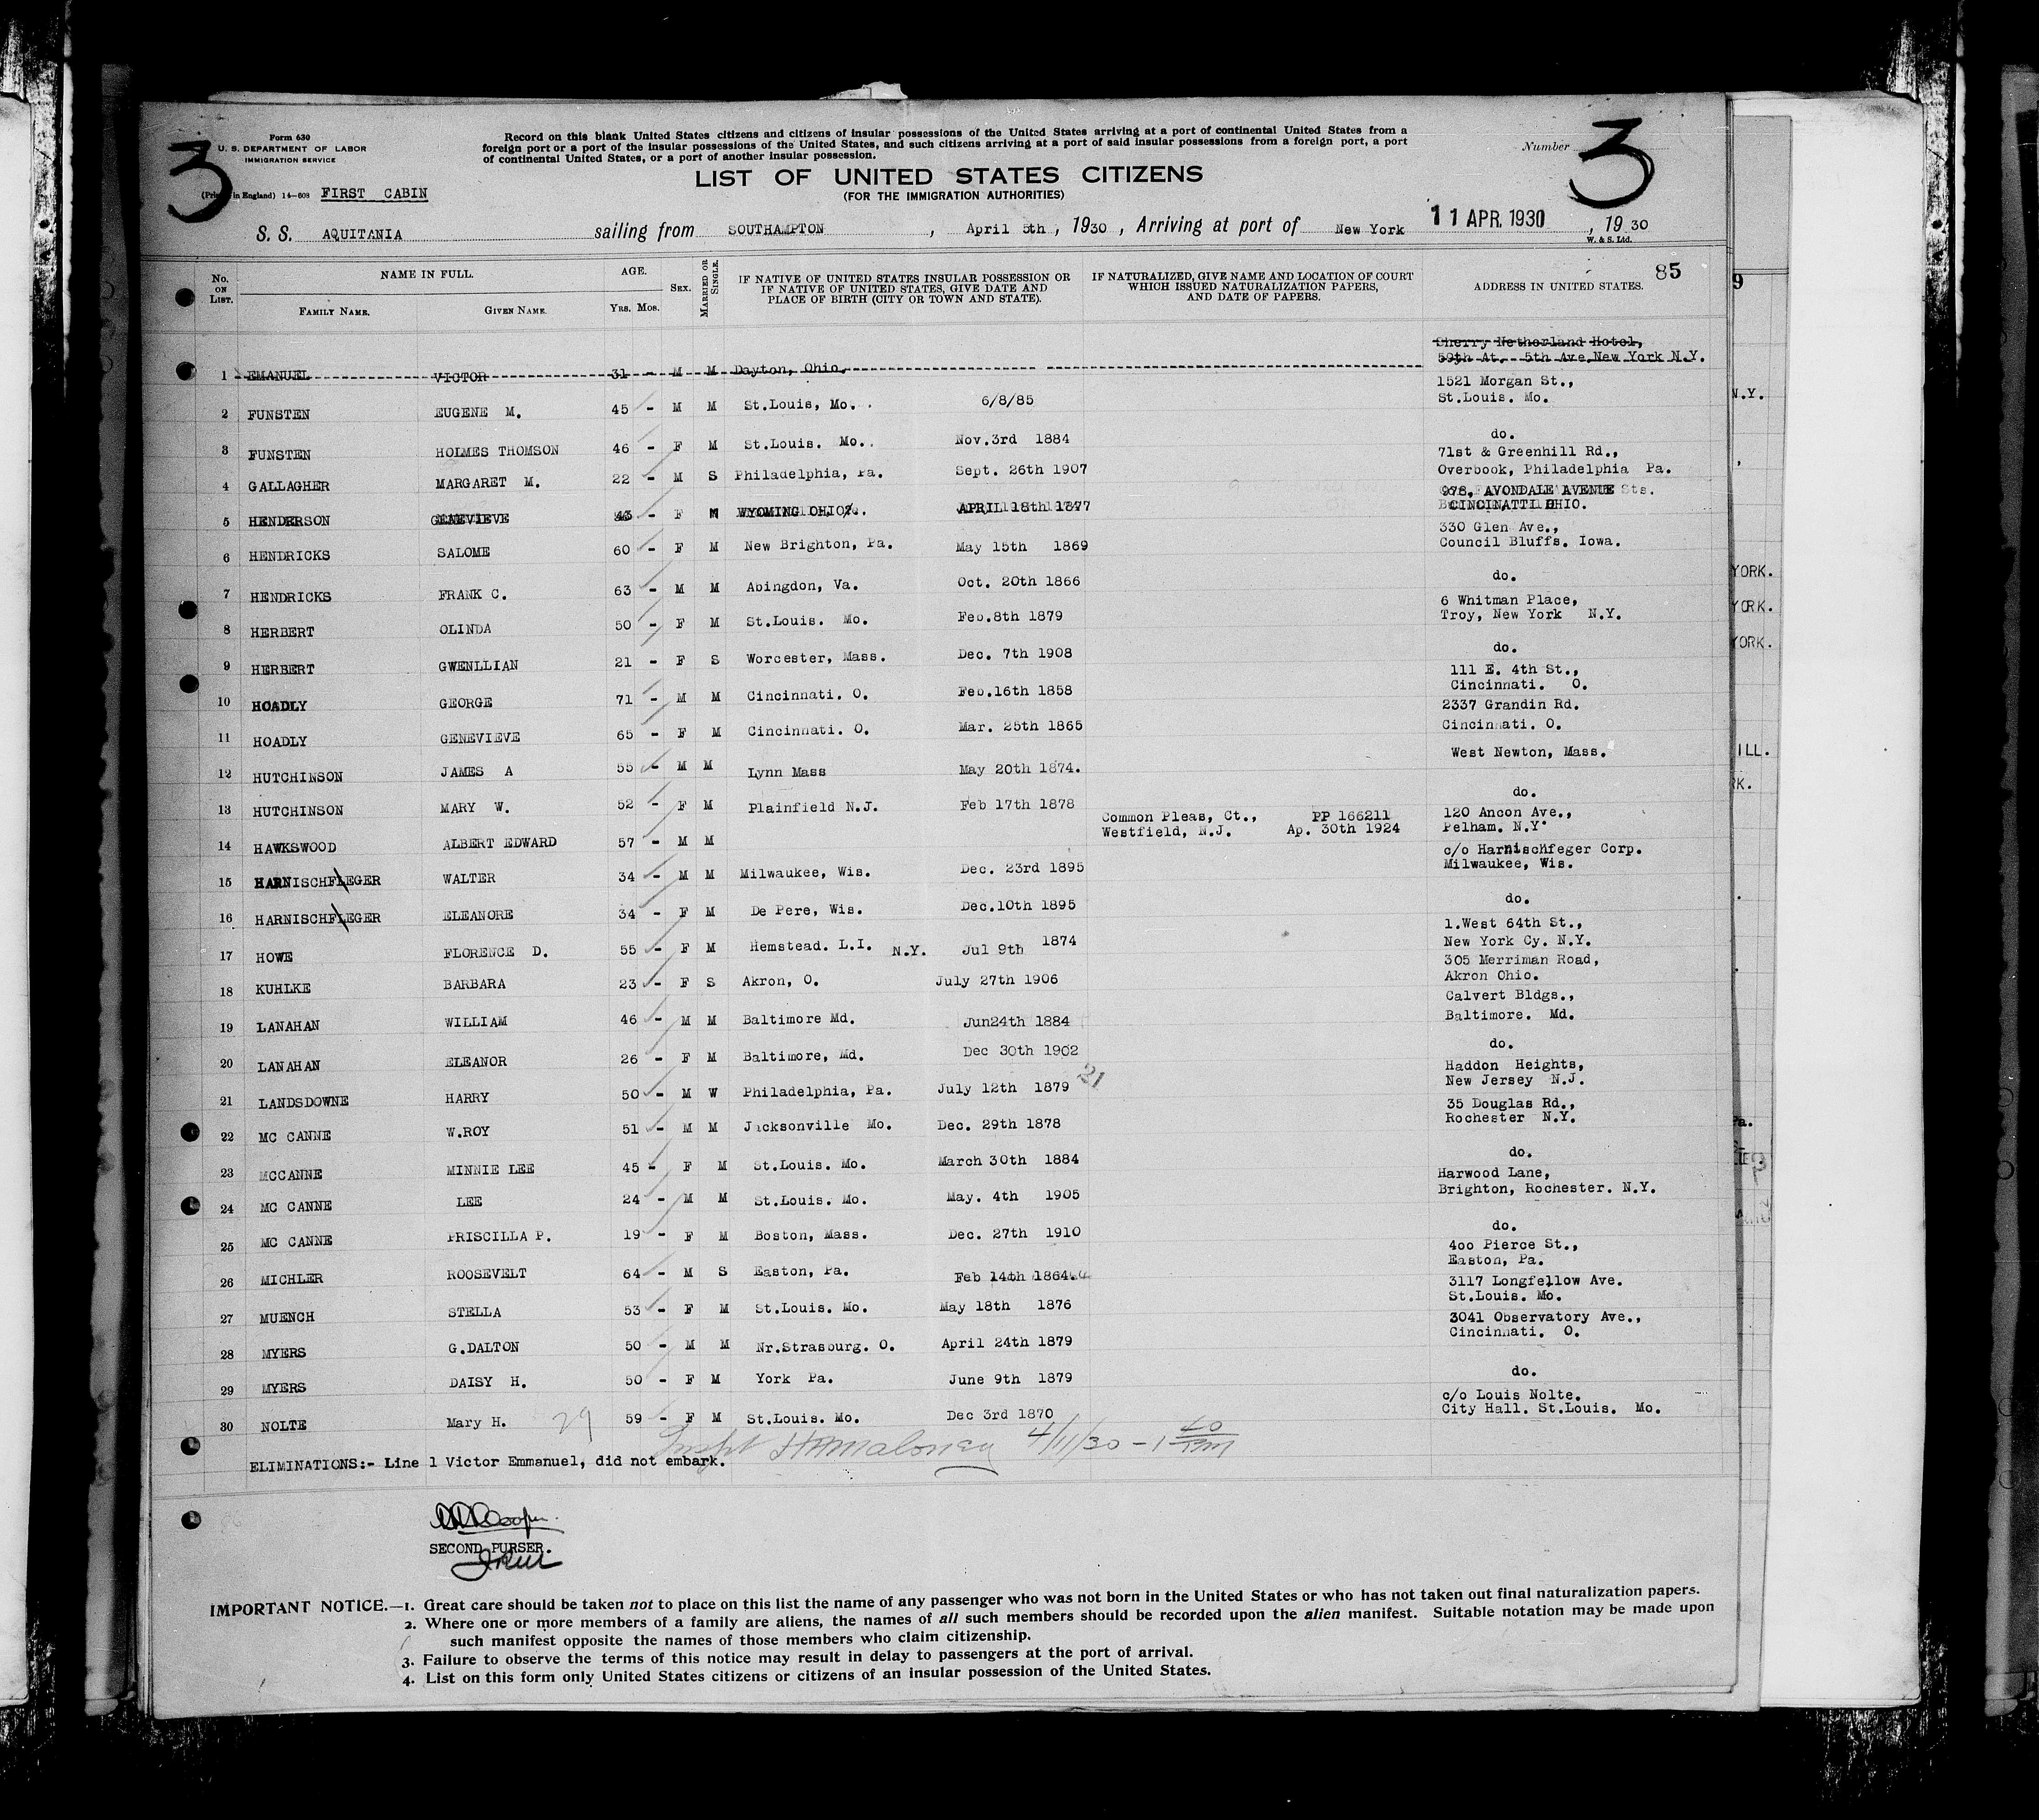 3
Form 630
U. S. DEPARTMENT OF LABOR
IMMIGRATION SERVICE
in England) 14—608 FIRST CABIN
Record on this blank United States citizens and citizens of insular possessions of the United States arriving at a port of continental United States from a
foreign port or a port of the insular possessions of the United States, and such citizens arriving at a port of said insular possessions from a foreign port, a port
of continental United States, or a port of another insular possession.
Number 3
LIST OF UNITED STATES CITIZENS
(FOR THE IMMIGRATION AUTHORITIES)
S. S. AQUITANIA sailing from SOUTHAMPTON, April 5th, 1930, Arriving at port of New York 11 APR. 1930, 1930
W. & S. Ltd.
85
No. ON LIST. NAME IN FULL. FAMILY NAME. GIVEN NAME. AGE. YRS. MOS. SEX. MARRIED OR SINGLE. IF NATIVE OF UNITED STATES INSULAR POSSESSION OR IF NATIVE OF UNITED STATES, GIVE DATE AND PLACE OF BIRTH (CITY OR TOWN AND STATE). IF NATURALIZED, GIVE NAME AND LOCATION OF COURT WHICH ISSUED NATURALIZATION PAPERS, AND DATE OF PAPERS. ADDRESS IN UNITED STATES.
Cherry Netherland Hotel,
59th At. 5th Ave New York N.Y.
1 EMANUEL VICTOR 31 - M M Dayton, Ohio.
1521 Morgan St.,
2 FUNSTEN EUGENE M. 45 - M M St.Louis, Mo. 6/8/85 St.Louis. Mo.
3 FUNSTEN HOLMES THOMSON 46 - F M St.Louis. Mo.. Nov.3rd 1884 do.
71st & Greenhill Rd.,
4 GALLAGHER MARGARET M. 22 - M S Philadelphia, Pa. Sept. 26th 1907 Overbook, Philadelphia Pa.
978, AVONDALE AVENUE
5 HENDERSON GENEVIEVE 43 - F M WYOMING OHIO. APRIL 18th 1877 CINCINATTI OHIO.
330 Glen Ave.,
6 HENDRICKS SALOME 60 - F M New Brighton, Pa. May 15th 1869 Council Bluffs. Iowa.
7 HENDRICKS FRANK C. 63 - M M Abingdon, Va. Oct. 20th 1866 do.
6 Whitman Place,
8 HERBERT OLINDA 50 - F M St.Louis. Mo. Feb.8th 1879 Troy, New York N.Y.
9 HERBERT GWENLLIAN 21 - F S Worcester, Mass. Dec. 7th 1908 do.
111 E. 4th St.,
10 HOADLY GEORGE 71 - M M Cincinnati. O. Feb.16th 1858 Cincinnati. O.
2337 Grandin Rd.
11 HOADLY GENEVIEVE 65 - F M Cincinnati. O. Mar. 25th 1865 Cincinnati. O.
12 HUTCHINSON JAMES A 55 - M M Lynn Mass May 20th 1874. West Newton, Mass.
13 HUTCHINSON MARY W. 52 - F M Plainfield N.J. Feb 17th 1878 do.
Common Pleas, Ct., PP 166211 120 Ancon Ave.,
14 HAWKSWOOD ALBERT EDWARD 57 - M M Westfield, N.J. Ap. 30th 1924 Pelham. N.Y.
c/o Harnischfeger Corp.
15 HARNISCHFLEGER WALTER 34 - M M Milwaukee, Wis. Dec. 23rd 1895 Milwaukee, Wis.
16 HARNISCHFLEGER ELEANORE 34 - F M De Pere, Wis. Dec.10th 1895 do.
1.West 64th St.,
17 HOWE FLORENCE D. 55 - F M Hemstead. L.I. N.Y. Jul 9th 1874 New York Cy. N.Y.
305 Merriman Road,
18 KUHLKE BARBARA 23 - F S Akron, O. July 27th 1906 Akron Ohio.
Calvert Bldgs.,
19 LANAHAN WILLIAM 46 - M M Baltimore Md. Jun24th 1884 Baltimore. Md.
20 LANAHAN ELEANOR 26 - F M Baltimore, Md. Dec 30th 1902 do.
Haddon Heights,
21 LANDSDOWNE HARRY 50 - M W Philadelphia, Pa. July 12th 1879 21 New Jersey N.J.
35 Douglas Rd.,
22 MC CANNE W.ROY 51 - M M Jacksonville Mo. Dec. 29th 1878 Rochester N.Y.
23 MCCANNE MINNIE LEE 45 - F M St.Louis. Mo. March 30th 1884 do.
Harwood Lane,
24 MC CANNE LEE 24 - M M St.Louis. Mo. May. 4th 1905 Brighton, Rochester. N.Y.
25 MC CANNE PRISCILLA P. 19 - F M Boston, Mass. Dec. 27th 1910 do.
400 Pierce St.,
26 MICHLER ROOSEVELT 64 - M S Easton, Pa. Feb 14th 1864. Easton, Pa.
3117 Longfellow Ave.
27 MUENCH STELLA 53 - F M St.Louis. Mo. May 18th 1876 St.Louis. Mo.
3041 Observatory Ave.,
28 MYERS G.DALTON 50 - M M Nr.Strasburg. O. April 24th 1879 Cincinnati. O.
29 MYERS DAISY H. 50 - F M York Pa. June 9th 1879 do.
c/o Louis Nolte.
30 NOLTE Mary H. 29 59 - F M St.Louis. Mo. Dec 3rd 1870 City Hall. St.Louis. Mo.
Maloney 4/11/30 - 1 40 PM
ELIMINATIONS:- Line 1 Victor Emmanuel, did not embark.
Cooper
SECOND PURSER.
IMPORTANT NOTICE.—1. Great care should be taken not to place on this list the name of any passenger who was not born in the United States or who has not taken out final naturalization papers.
2. Where one or more members of a family are aliens, the names of all such members should be recorded upon the alien manifest. Suitable notation may be made upon
such manifest opposite the names of those members who claim citizenship.
3. Failure to observe the terms of this notice may result in delay to passengers at the port of arrival.
4. List on this form only United States citizens or citizens of an insular possession of the United States.
9
N.Y.
YORK.
YORK.
YORK.
ILL.